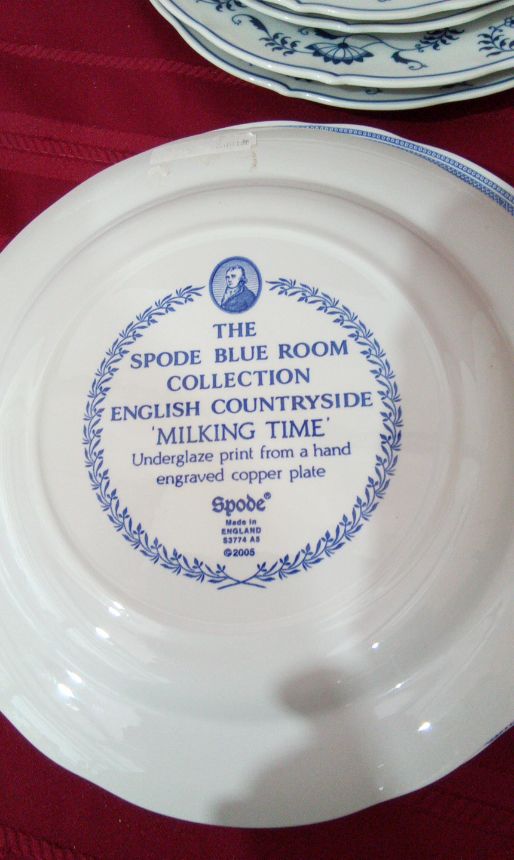 THE
SPODE BLUE ROOM
COLLECTION
ENGLISH COUNTRYSIDE
'MILKING TIME'
Underglaze print from a hand
engraved copper plate
Spode®
Made in
ENGLAND
S3774 A5
©2005